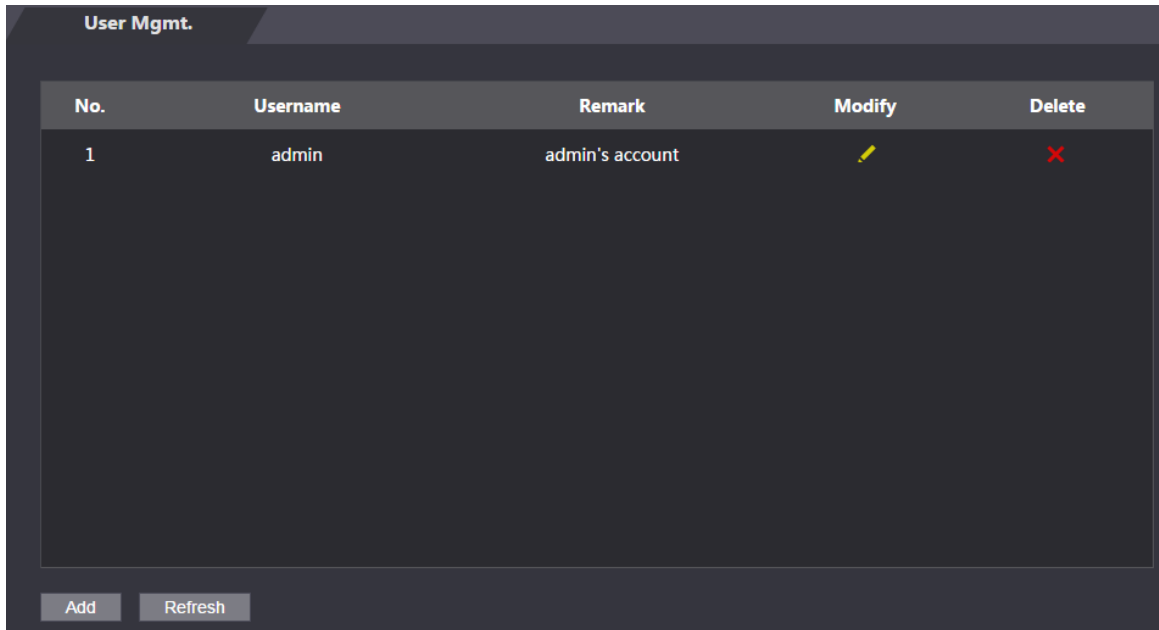 User Mgmt.
No. Username Remark Modify Delete
1 admin admin's account
Add Refresh